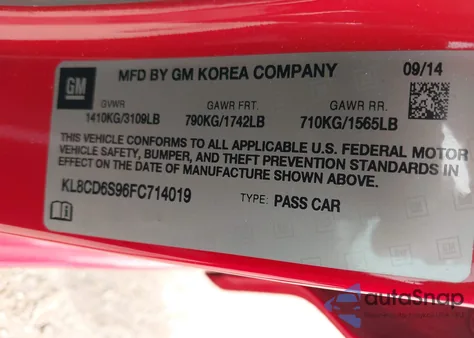 MFD BY GM KOREA COMPANY
09/14
GM
GVWR
GAWR FRT.
GAWR RR.
1410KG/3109LB
790KG/1742LB
710KG/1565LB
THIS VEHICLE CONFORMS TO ALL APPLICABLE U.S. FEDERAL MOTOR
VEHICLE SAFETY, BUMPER, AND THEFT PREVENTION STANDARDS IN
EFFECT ON THE DATE OF MANUFACTURE SHOWN ABOVE.
KL8CD6S96FC714019
TYPE: PASS CAR
autoSnap